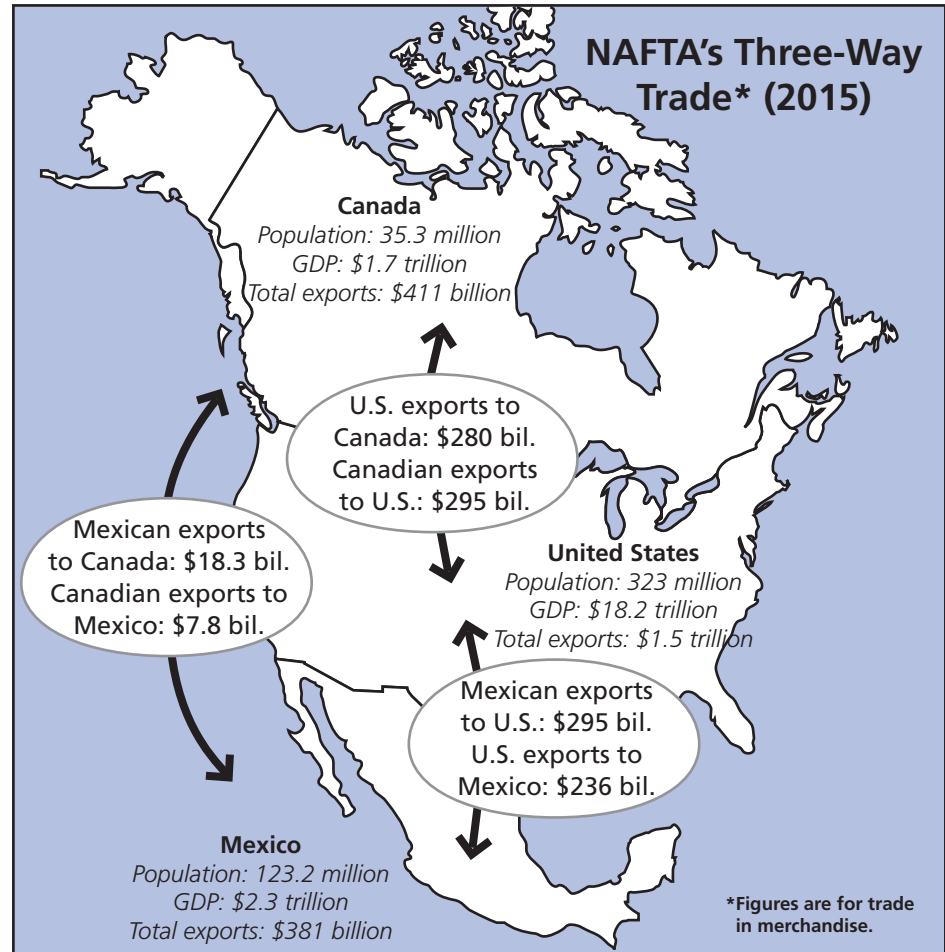 NAFTA's Three-Way
Trade* (2015)
Canada
Population: 35.3 million
GDP: $1.7 trillion
Total exports: $411 billion
U.S. exports to
Canada: $280 bil.
Canadian exports
to U.S.: $295 bil.
Mexican exports
to Canada: $18.3 bil.
Canadian exports to
Mexico: $7.8 bil.
United States
Population: 323 million
GDP: $18.2 trillion
Total exports: $1.5 trillion
Mexican exports
to U.S.: $295 bil.
U.S. exports to
Mexico: $236 bil.
Mexico
Population: 123.2 million
GDP: $2.3 trillion
Total exports: $381 billion
*Figures are for trade
in merchandise.